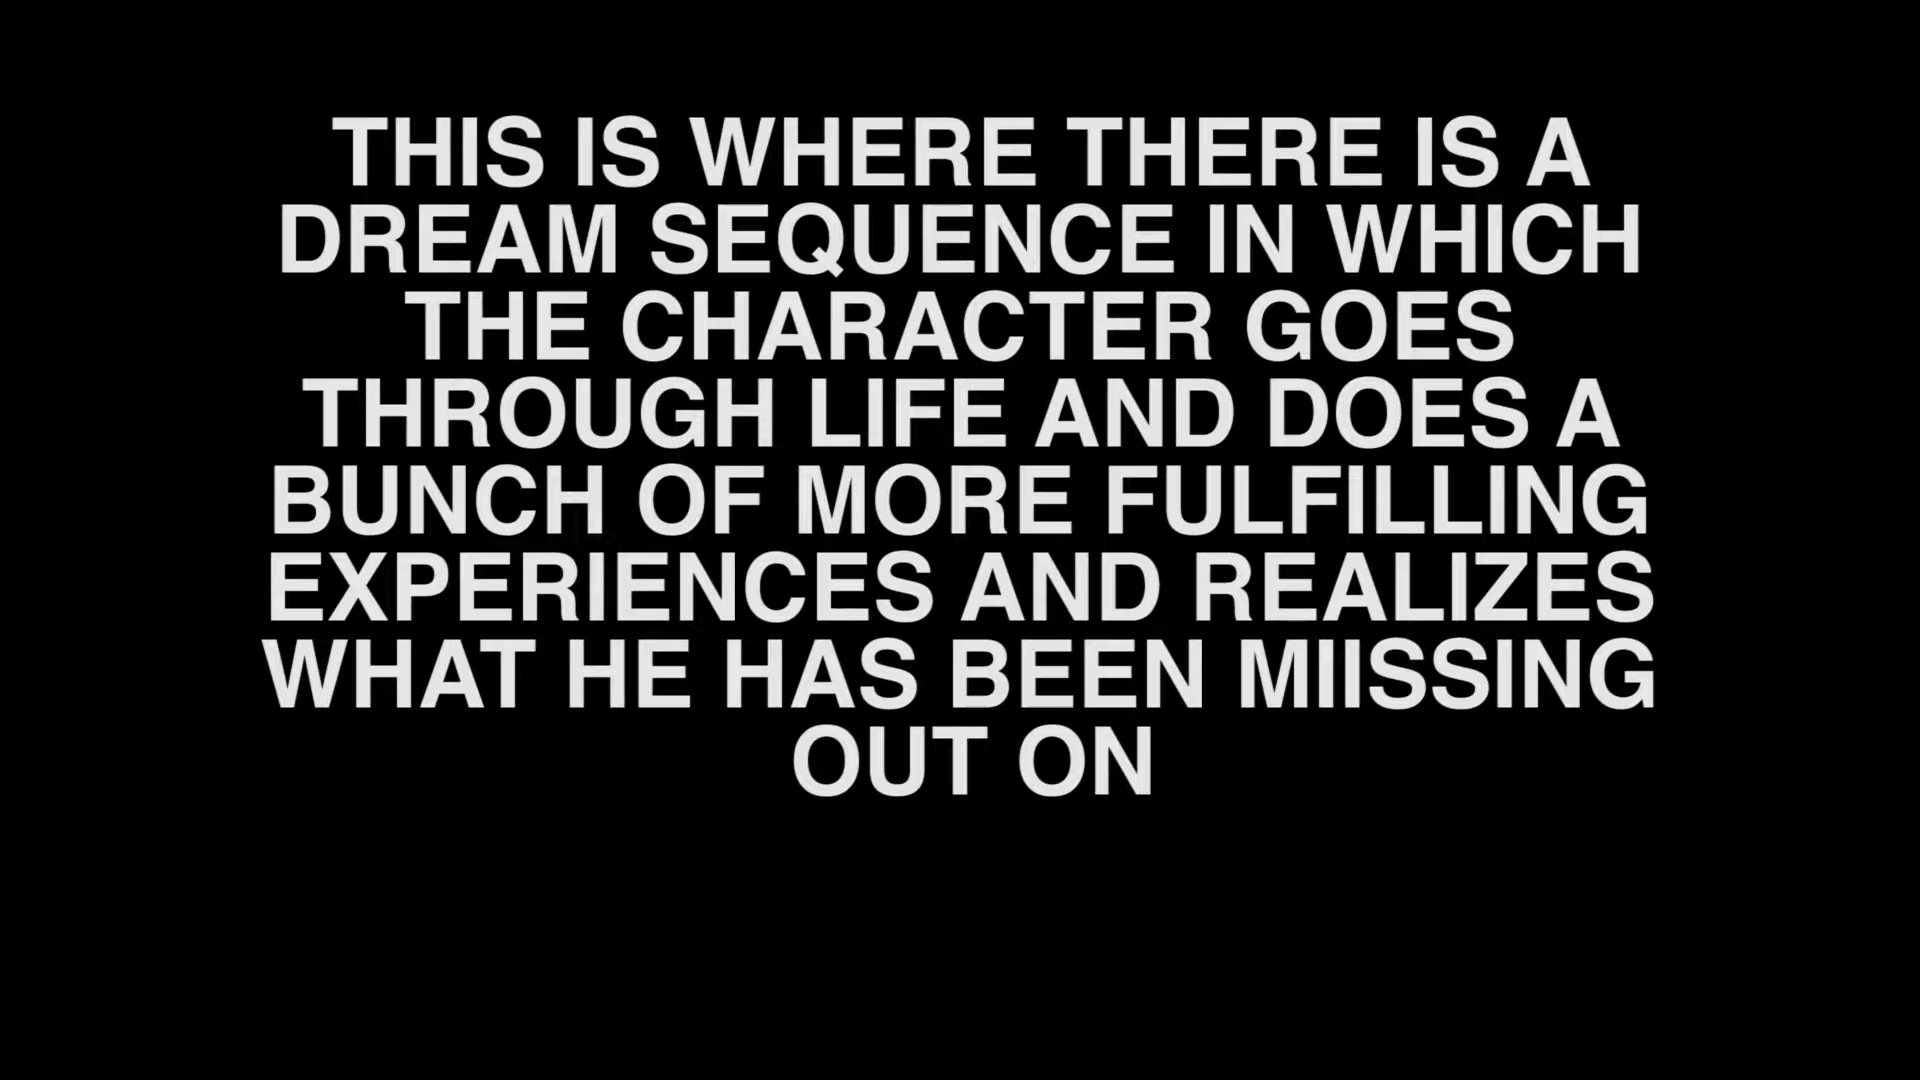 THIS IS WHERE THERE IS A
DREAM SEQUENCE IN WHICH
THE CHARACTER GOES
THROUGH LIFE AND DOES A
BUNCH OF MORE FULFILLING
EXPERIENCES AND REALIZES
WHAT HE HAS BEEN MIISSING
OUT ON